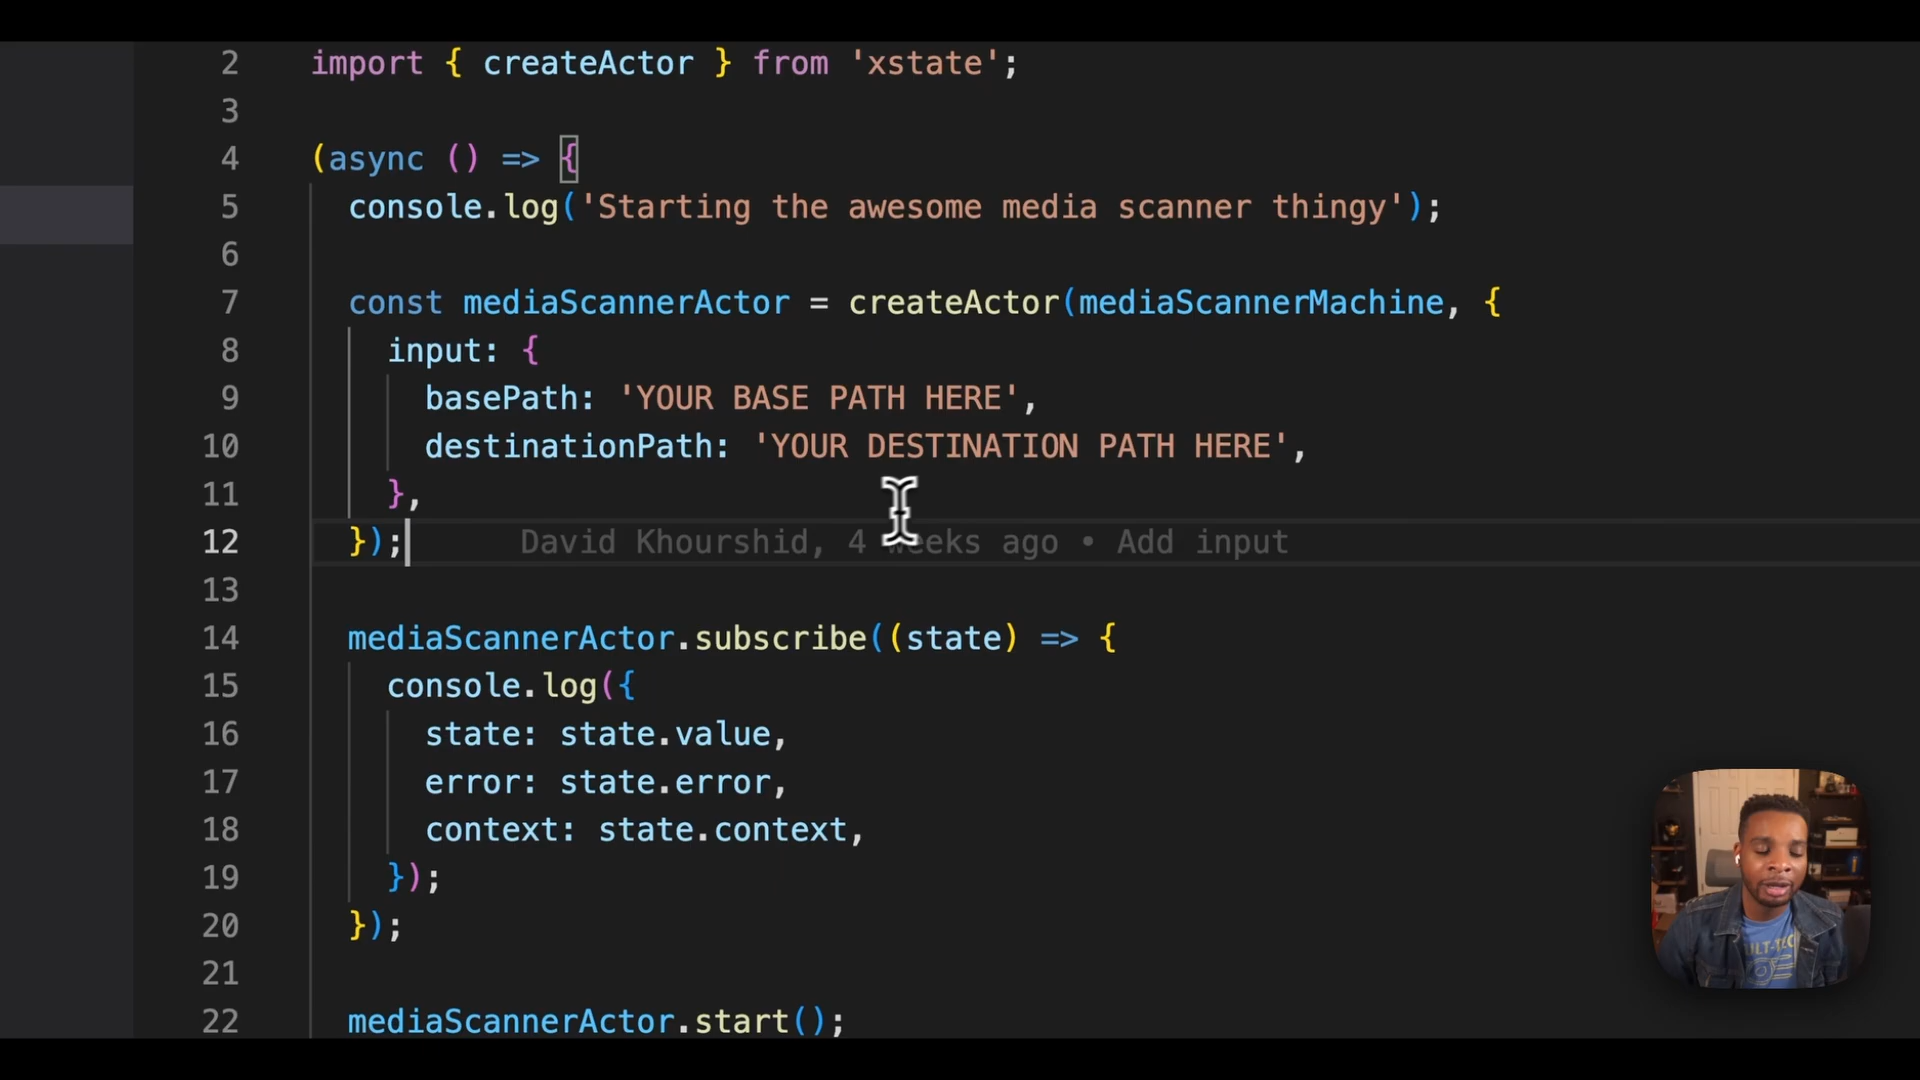 2 import { createActor } from 'xstate';
3
4 (async () => {
5 console.log('Starting the awesome media scanner thingy');
6
7 const mediaScannerActor = createActor(mediaScannerMachine, {
8 input: {
9 basePath: 'YOUR BASE PATH HERE',
10 destinationPath: 'YOUR DESTINATION PATH HERE',
11 },
12 }); David Khourshid, 4 weeks ago • Add input
13
14 mediaScannerActor.subscribe((state) => {
15 console.log({
16 state: state.value,
17 error: state.error,
18 context: state.context,
19 });
20 });
21
22 mediaScannerActor.start();